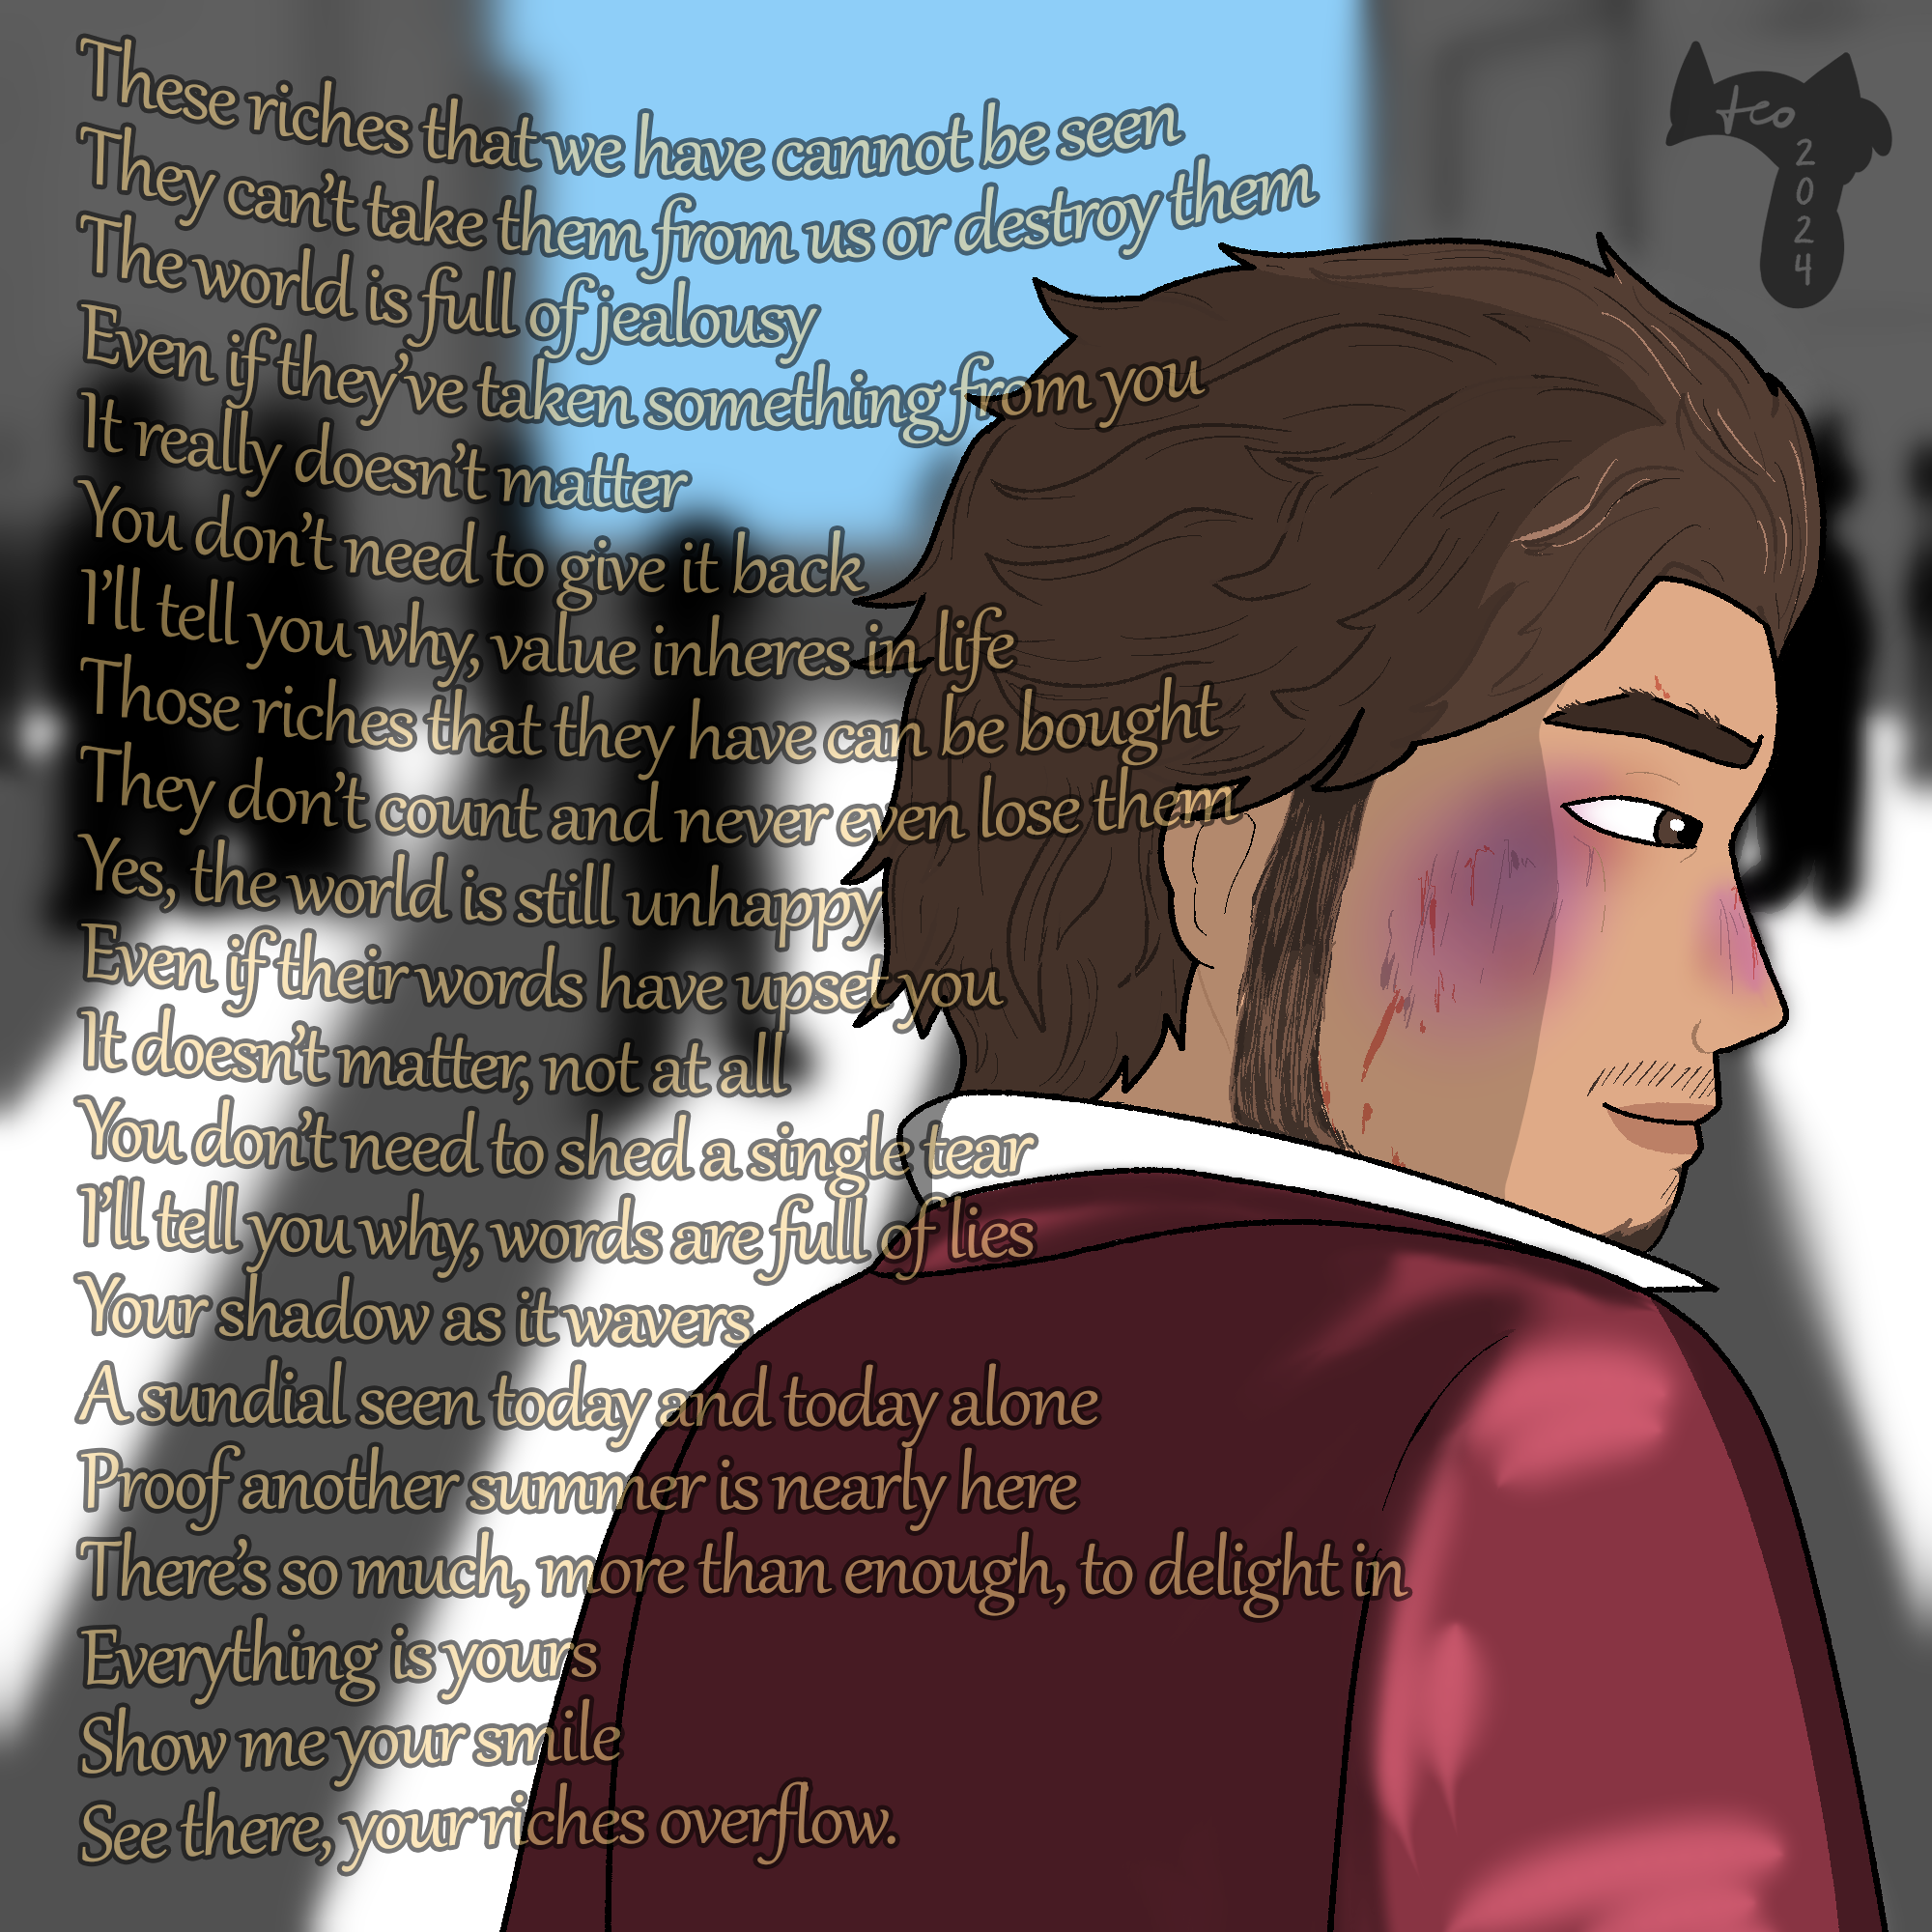 These riches that we have cannot be seen
They can't take them from us or destroy them
The world is full of jealousy
Even if they've taken something from you
It really doesn't matter
You don't need to give it back
I'll tell you why, value inheres in life
Those riches that they have can be bought
They don't count and never even lose them
Yes, the world is still unhappy
Even if their words have upset you
It doesn't matter, not at all
You don't need to shed a single tear
I'll tell you why, words are full of lies
Your shadow as it wavers
A sundial seen today and today alone
Proof another summer is nearly here
There's so much, more than enough, to delight in
Everything is yours
Show me your smile
See there, your riches overflow.
teo
2
0
2
4